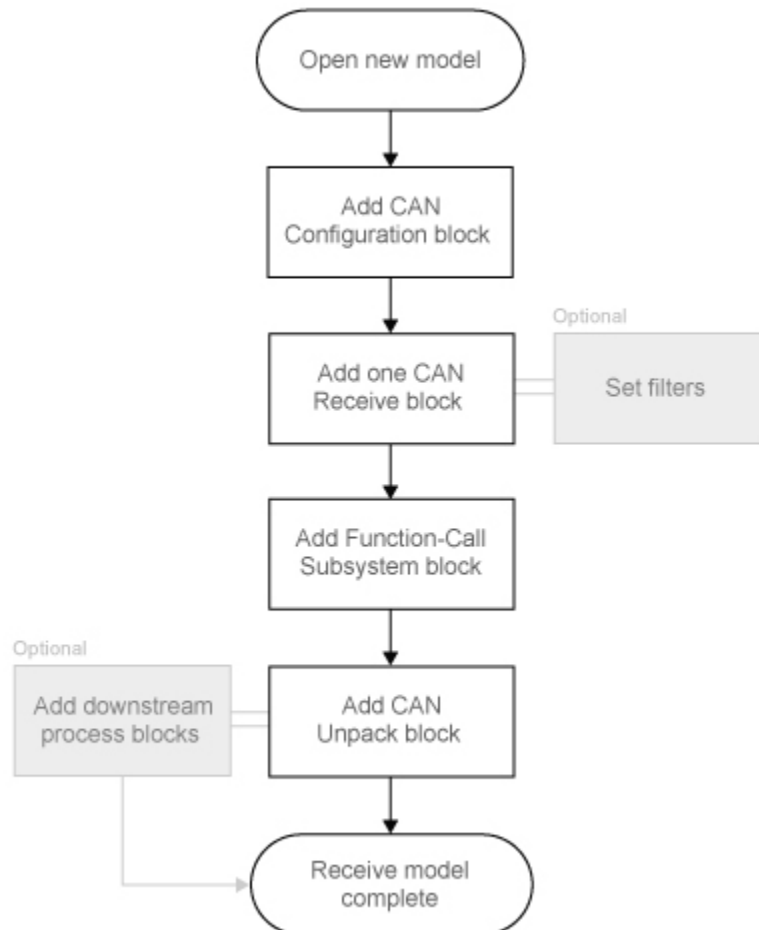 Open new model
Add CAN
Configuration block
Optional
Add one CAN
Receive block
Set filters
Add Function-Call
Subsystem block
Optional
Add downstream
process blocks
Add CAN
Unpack block
Receive model
complete